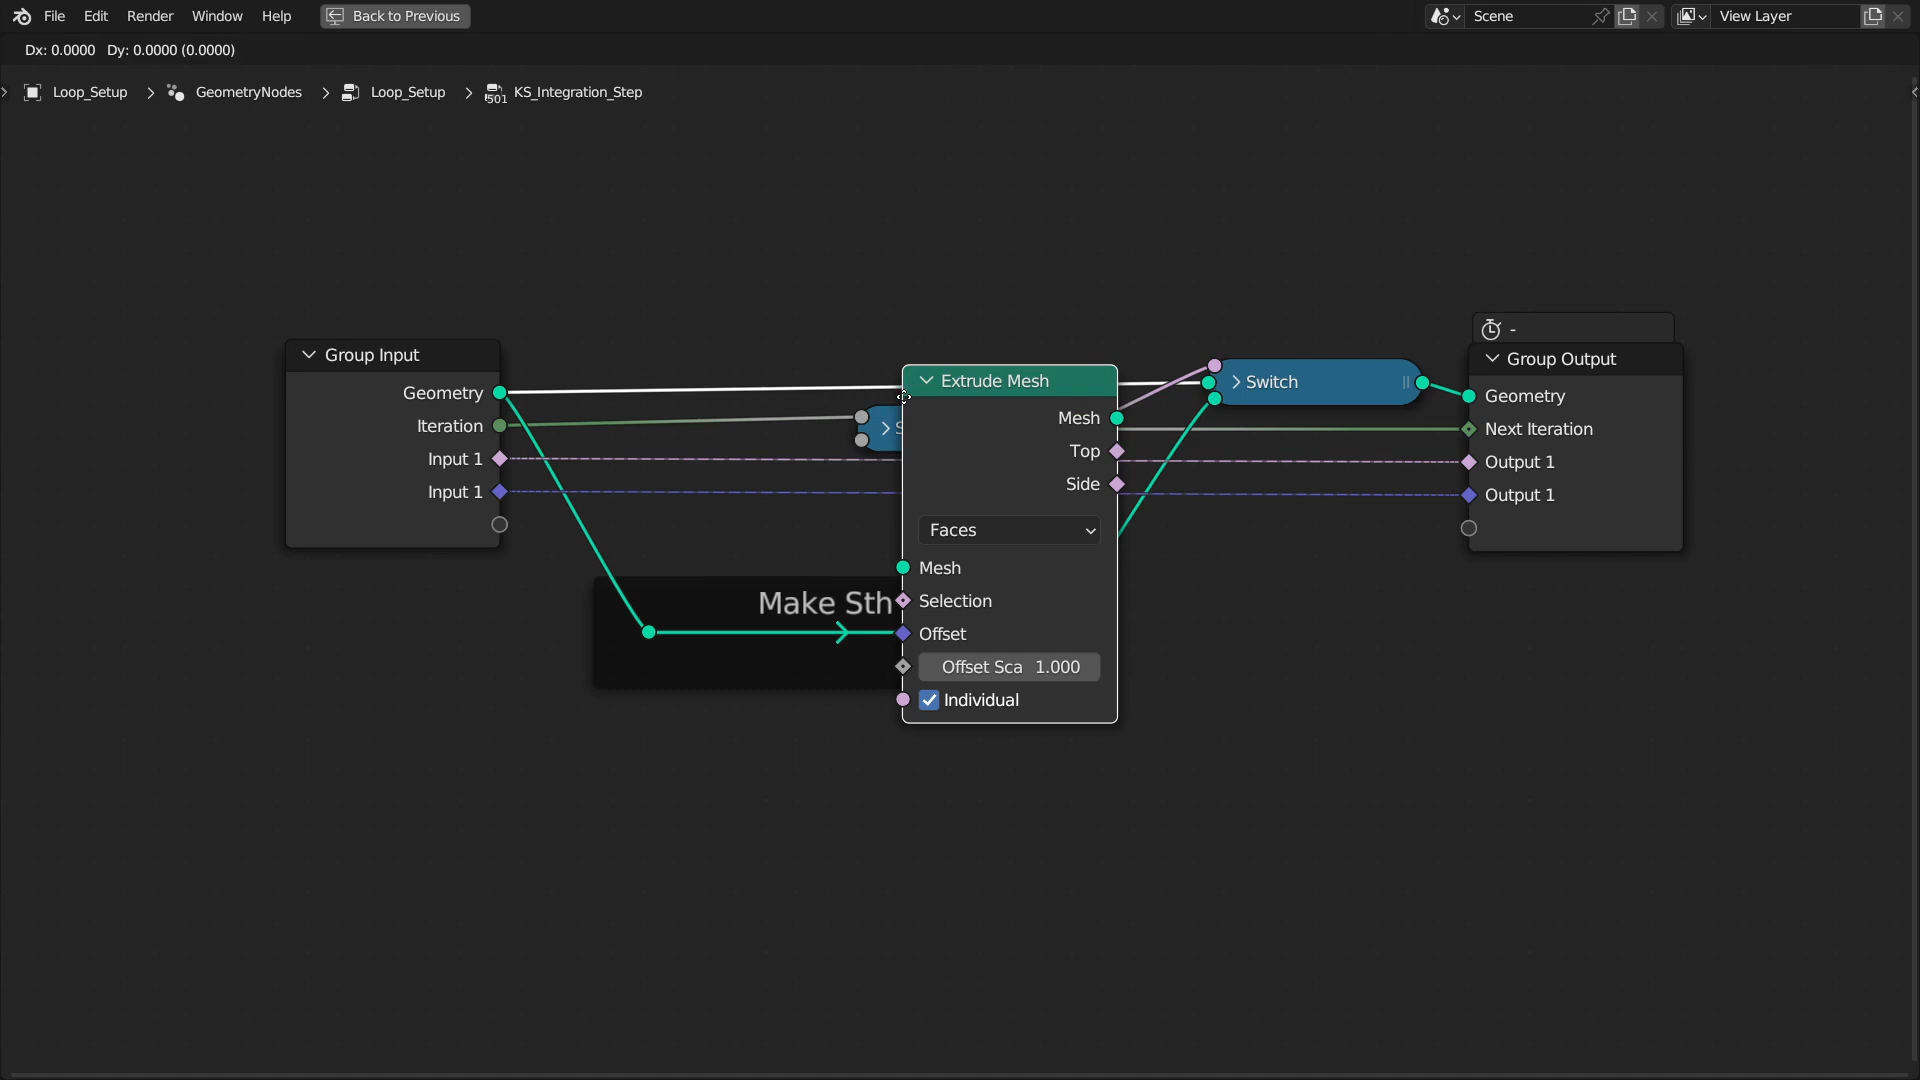 File Edit Render Window Help Back to Previous Scene View Layer
Dx: 0.0000 Dy: 0.0000 (0.0000)
Loop_Setup GeometryNodes Loop_Setup 501 KS_Integration_Step
-
Group Input
Geometry
Iteration
Input 1
Input 1
Make Sth
Extrude Mesh
Mesh
Top
Side
Faces
Mesh
Selection
Offset
Offset Sca 1.000
Individual
Switch
Group Output
Geometry
Next Iteration
Output 1
Output 1